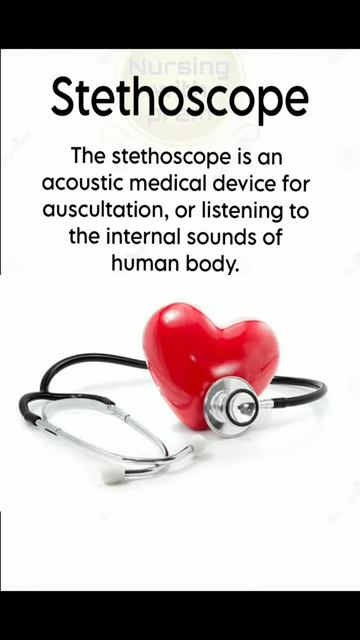 Nursing
Stethoscope
The stethoscope is an
acoustic medical device for
auscultation, or listening to
the internal sounds of
human body.